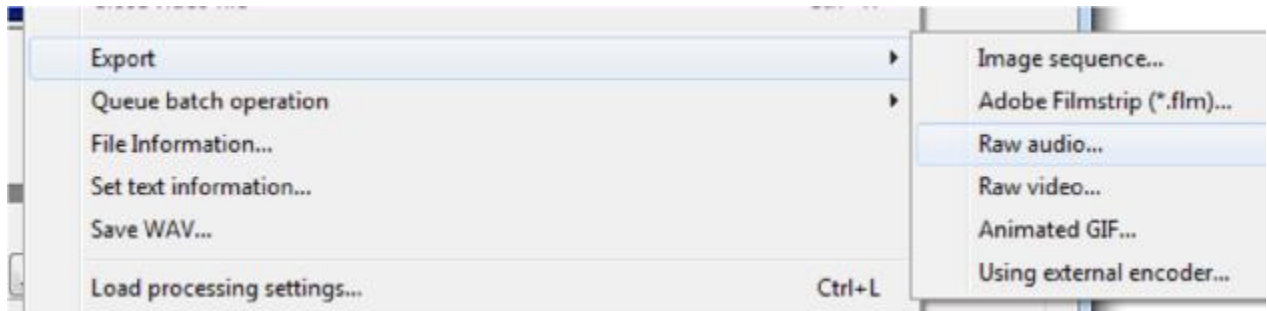 Export
Queue batch operation
File Information...
Set text information...
Save WAV...
Load processing settings... Ctrl+L
Image sequence...
Adobe Filmstrip (*.flm)...
Raw audio...
Raw video...
Animated GIF...
Using external encoder...